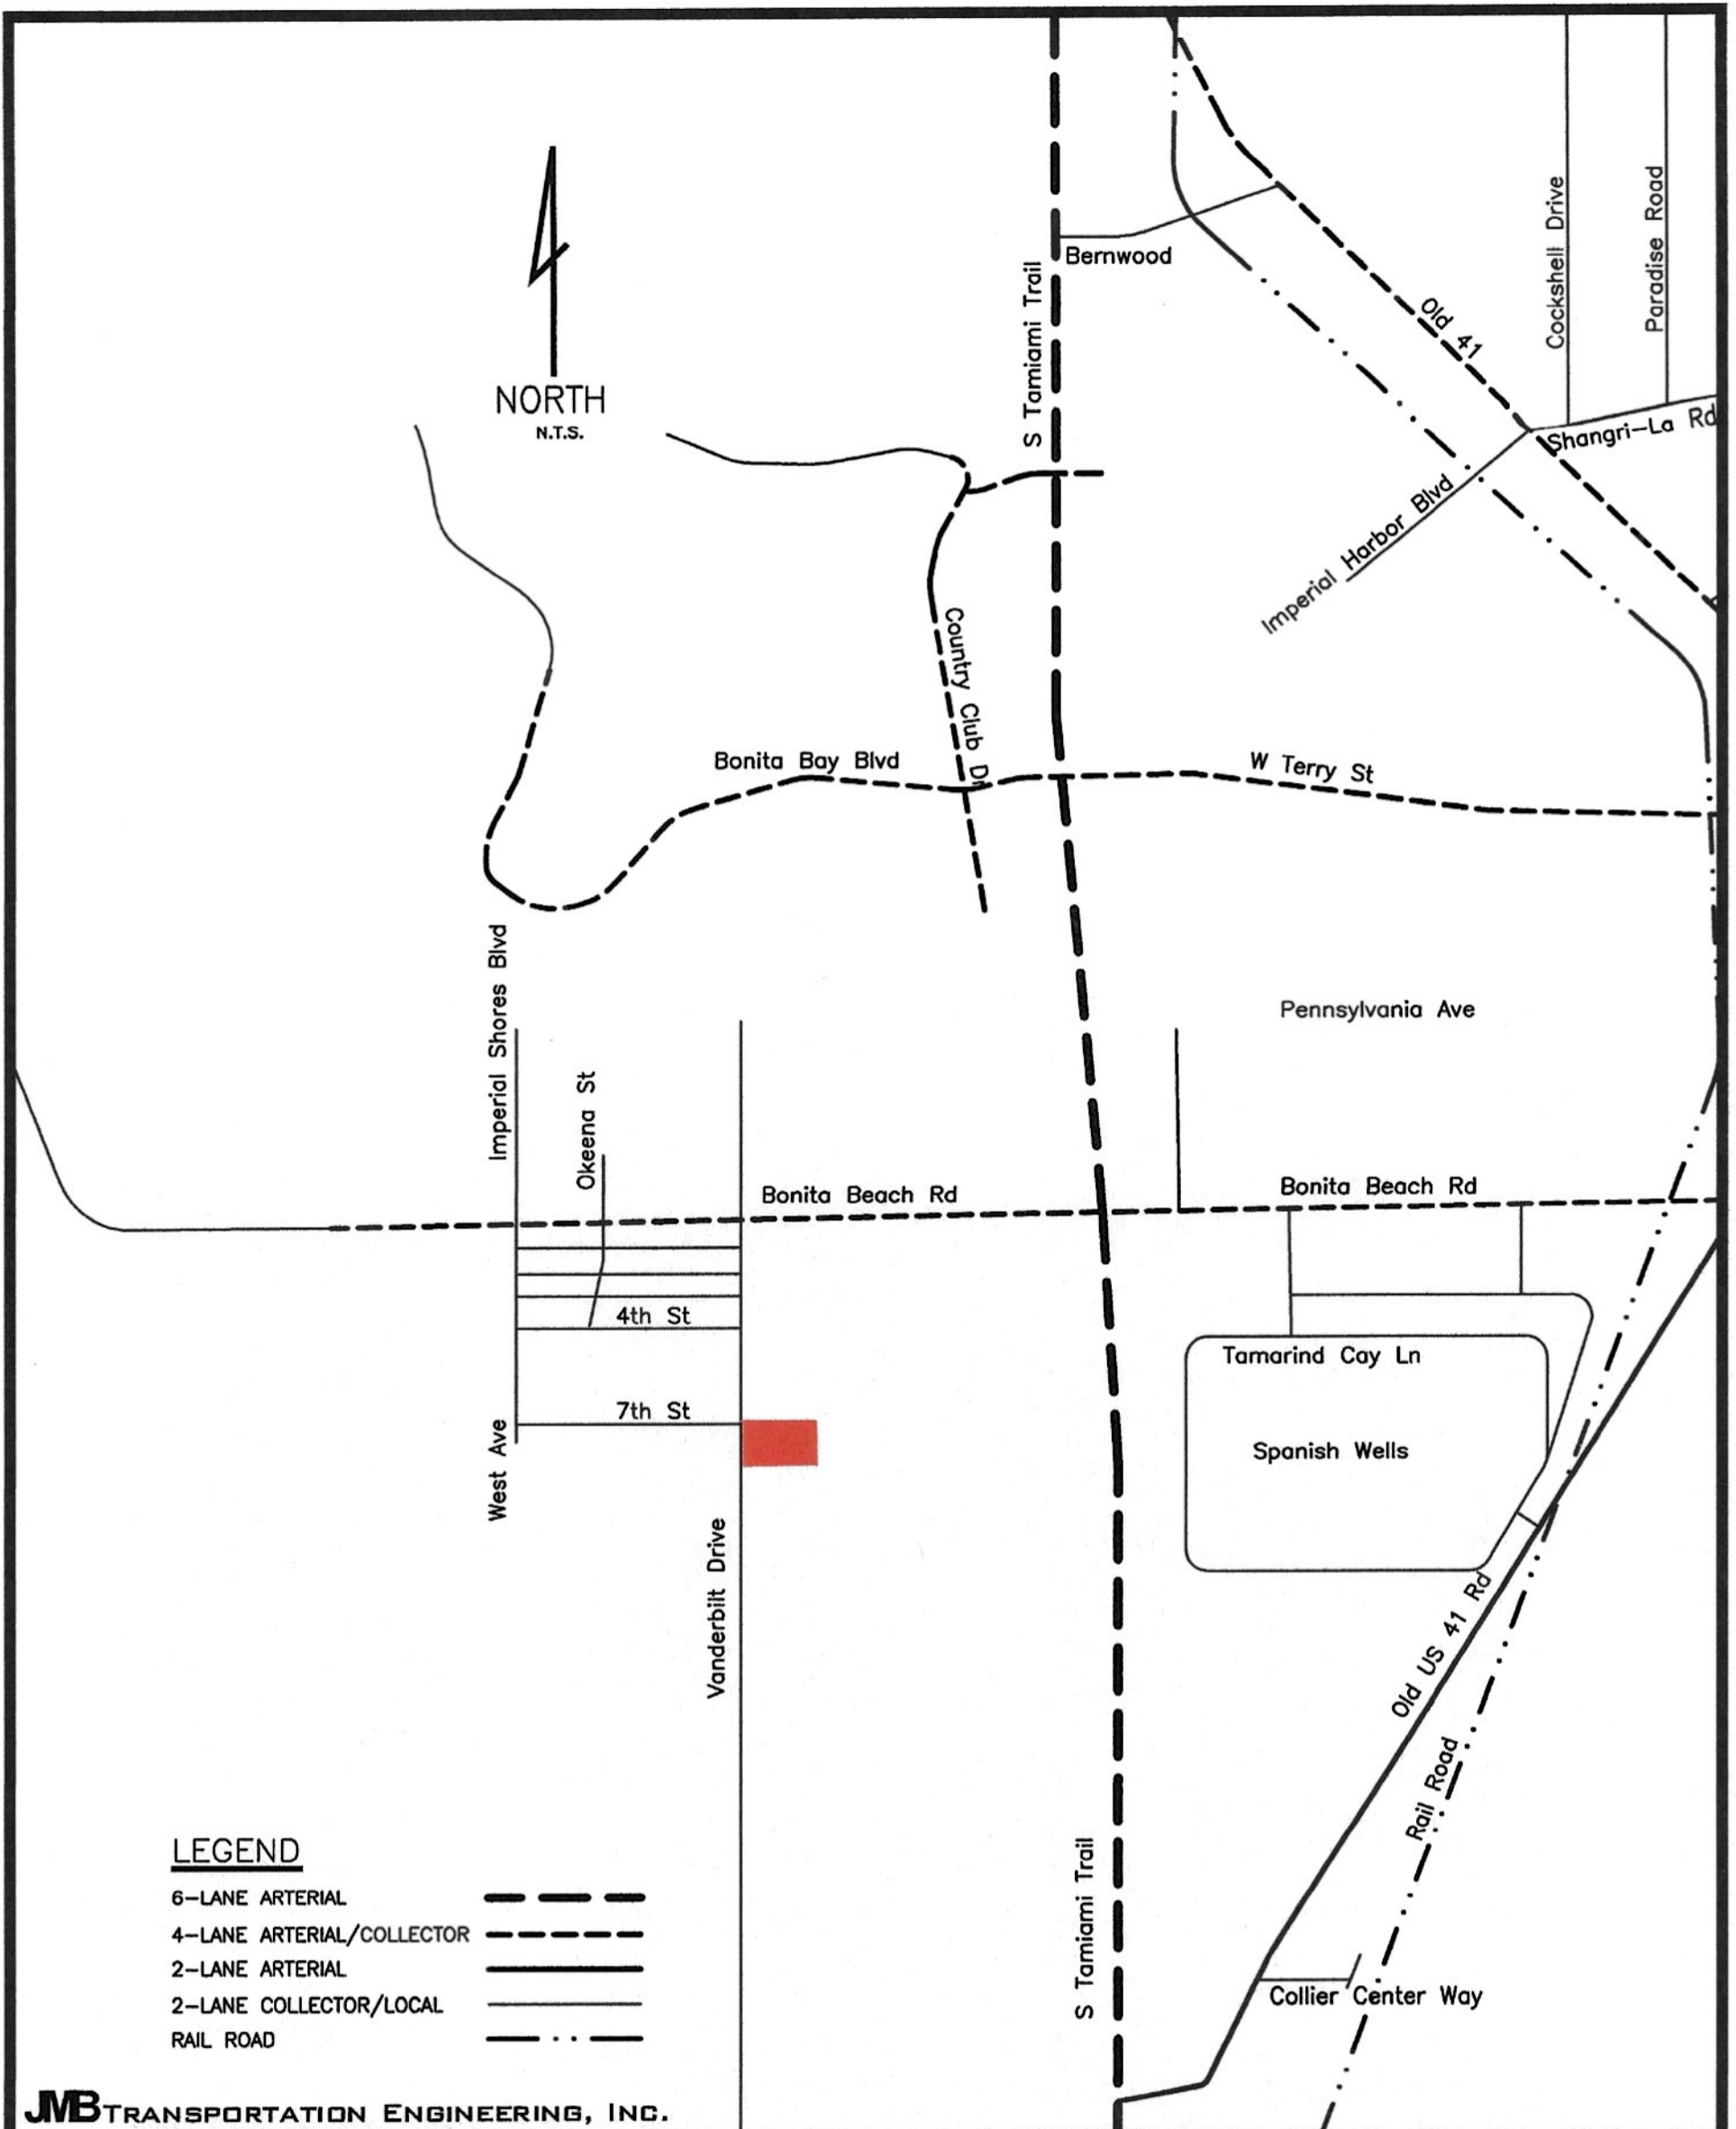 Cockshell Drive
Paradise Road
Bernwood
S Tamiami Trail
Old 41
NORTH
N.T.S.
Shangri-La Rd
Imperial Harbor Blvd
Country Club Dr
Bonita Bay Blvd
W Terry St
Imperial Shores Blvd
Pennsylvania Ave
Okeena St
Bonita Beach Rd
Bonita Beach Rd
4th St
Tamarind Cay Ln
7th St
West Ave
Spanish Wells
Vanderbilt Drive
Old US 41 Rd
Rail Road
S Tamiami Trail
Collier Center Way
LEGEND
6-LANE ARTERIAL
4-LANE ARTERIAL/COLLECTOR
2-LANE ARTERIAL
2-LANE COLLECTOR/LOCAL
RAIL ROAD
JMB TRANSPORTATION ENGINEERING, INC.